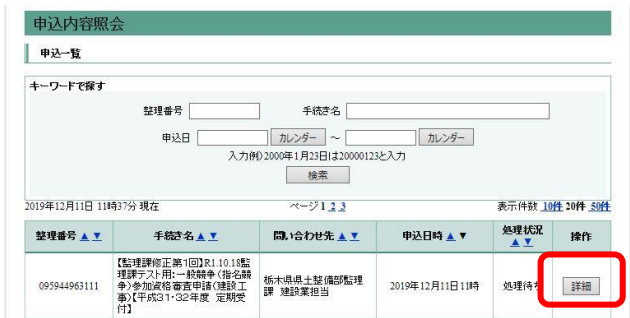 申込内容照会
申込一覧
キーワードで探す
整理番号 手続き名
申込日 カレンダー ～ カレンダー
入力例)2000年1月23日は20000123と入力
検索
2019年12月11日 11時37分 現在 ページ 1 2 3 表示件数 10件 20件 50件
整理番号 ▲ ▼ 手続き名 ▲ ▼ 問い合わせ先 ▲ ▼ 申込日時 ▲ ▼ 処理状況 ▲ ▼ 操作
095944963111
【監理課修正第1回】R1.10.18監
理課テスト用:一般競争(指名競
争)参加資格審査申請(建設工
事)【平成31・32年度 定期受
付】
栃木県県土整備部監理
課 建設業担当
2019年12月11日11時
処理待ち
詳細